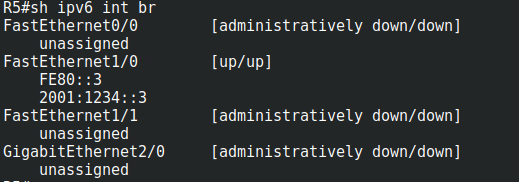 R5#sh ipv6 int br
FastEthernet0/0 [administratively down/down]
unassigned
FastEthernet1/0 [up/up]
FE80::3
2001:1234::3
FastEthernet1/1 [administratively down/down]
unassigned
GigabitEthernet2/0 [administratively down/down]
unassigned